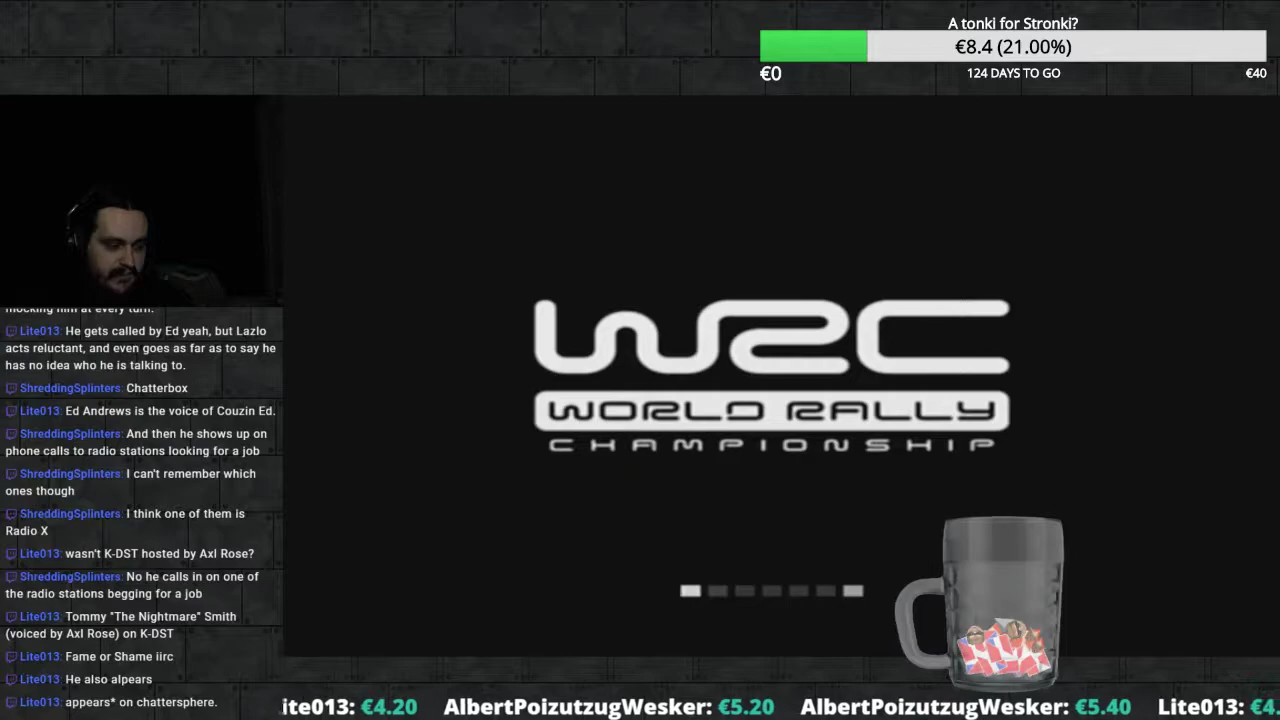 A tonki for Stronki?
€8.4 (21.00%)
€0
124 DAYS TO GO
€40
mocking him at every turn.
Lite013: He gets called by Ed yeah, but Lazlo
acts reluctant, and even goes as far as to say he
has no idea who he is talking to.
ShreddingSplinters: Chatterbox
Lite013: Ed Andrews is the voice of Couzin Ed.
ShreddingSplinters: And then he shows up on
phone calls to radio stations looking for a job
ShreddingSplinters: I can't remember which
ones though
ShreddingSplinters: I think one of them is
Radio X
Lite013: wasn't K-DST hosted by Axl Rose?
ShreddingSplinters: No he calls in on one of
the radio stations begging for a job
Lite013: Tommy "The Nightmare" Smith
(voiced by Axl Rose) on K-DST
Lite013: Fame or Shame iirc
Lite013: He also alpears
Lite013: appears* on chattersphere.
WRC
WORLD RALLY
CHAMPIONSHIP
ite013: €4.20 AlbertPoizutzugWesker: €5.20 AlbertPoizutzugWesker: €5.40 Lite013: €4.